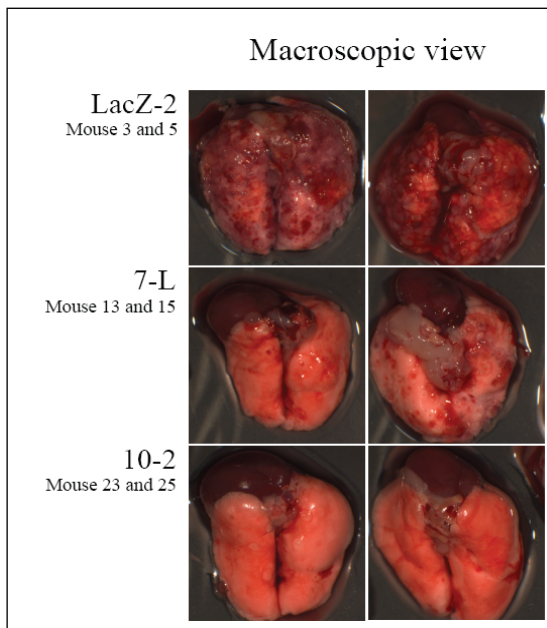 Macroscopic view
LacZ-2
Mouse 3 and 5
7-L
Mouse 13 and 15
10-2
Mouse 23 and 25